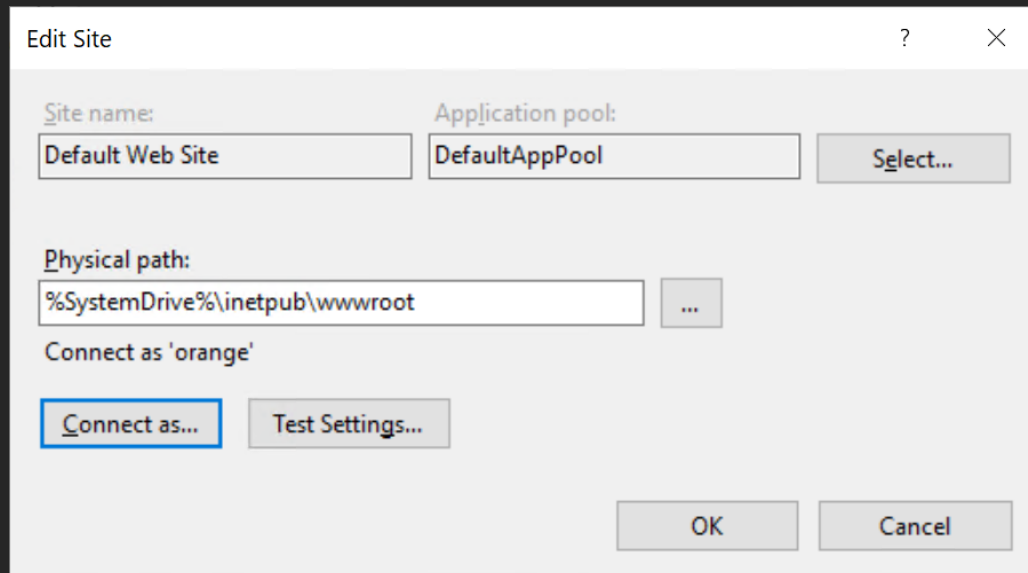 Edit Site
?
Site name: Application pool:
Default Web Site DefaultAppPool Select...
Physical path:
%SystemDrive%\inetpub\wwwroot ...
Connect as 'orange'
Connect as... Test Settings...
OK Cancel